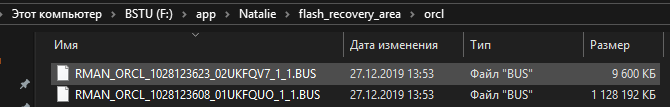 Этот компьютер > BSTU (F:) > app > Natalie > flash_recovery_area > orcl
Имя Дата изменения Тип Размер
RMAN_ORCL_1028123623_02UKFQV7_1_1.BUS 27.12.2019 13:53 Файл "BUS" 9 600 КБ
RMAN_ORCL_1028123608_01UKFQUO_1_1.BUS 27.12.2019 13:53 Файл "BUS" 1 128 192 КБ